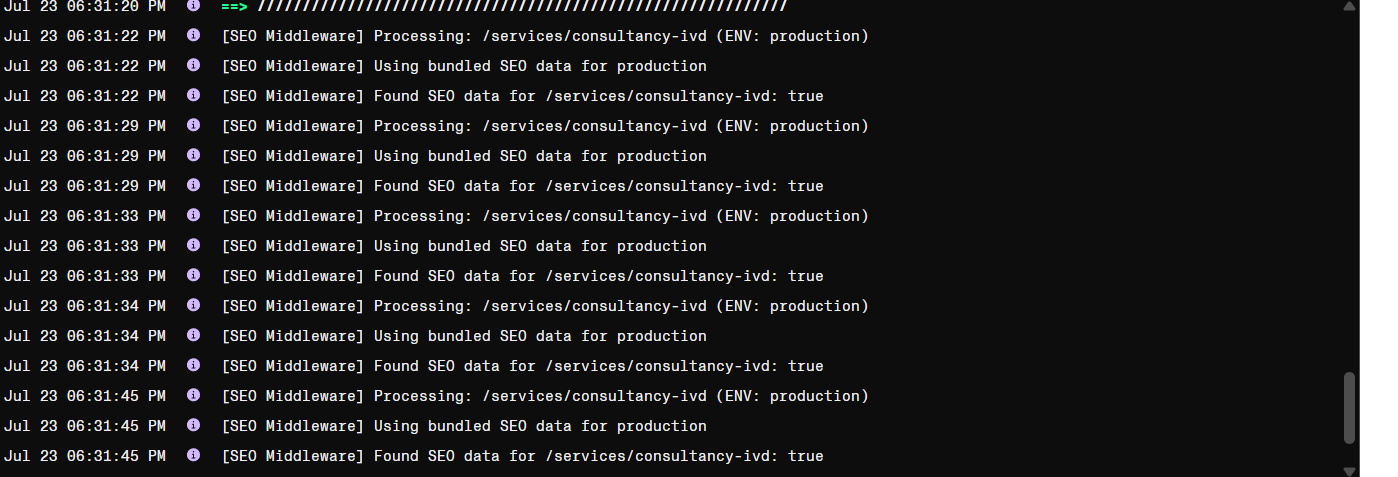 Jul 23 06:31:20 PM ==> ///////////////////////////////////////////////////////////
Jul 23 06:31:22 PM [SEO Middleware] Processing: /services/consultancy-ivd (ENV: production)
Jul 23 06:31:22 PM [SEO Middleware] Using bundled SEO data for production
Jul 23 06:31:22 PM [SEO Middleware] Found SEO data for /services/consultancy-ivd: true
Jul 23 06:31:29 PM [SEO Middleware] Processing: /services/consultancy-ivd (ENV: production)
Jul 23 06:31:29 PM [SEO Middleware] Using bundled SEO data for production
Jul 23 06:31:29 PM [SEO Middleware] Found SEO data for /services/consultancy-ivd: true
Jul 23 06:31:33 PM [SEO Middleware] Processing: /services/consultancy-ivd (ENV: production)
Jul 23 06:31:33 PM [SEO Middleware] Using bundled SEO data for production
Jul 23 06:31:33 PM [SEO Middleware] Found SEO data for /services/consultancy-ivd: true
Jul 23 06:31:34 PM [SEO Middleware] Processing: /services/consultancy-ivd (ENV: production)
Jul 23 06:31:34 PM [SEO Middleware] Using bundled SEO data for production
Jul 23 06:31:34 PM [SEO Middleware] Found SEO data for /services/consultancy-ivd: true
Jul 23 06:31:45 PM [SEO Middleware] Processing: /services/consultancy-ivd (ENV: production)
Jul 23 06:31:45 PM [SEO Middleware] Using bundled SEO data for production
Jul 23 06:31:45 PM [SEO Middleware] Found SEO data for /services/consultancy-ivd: true